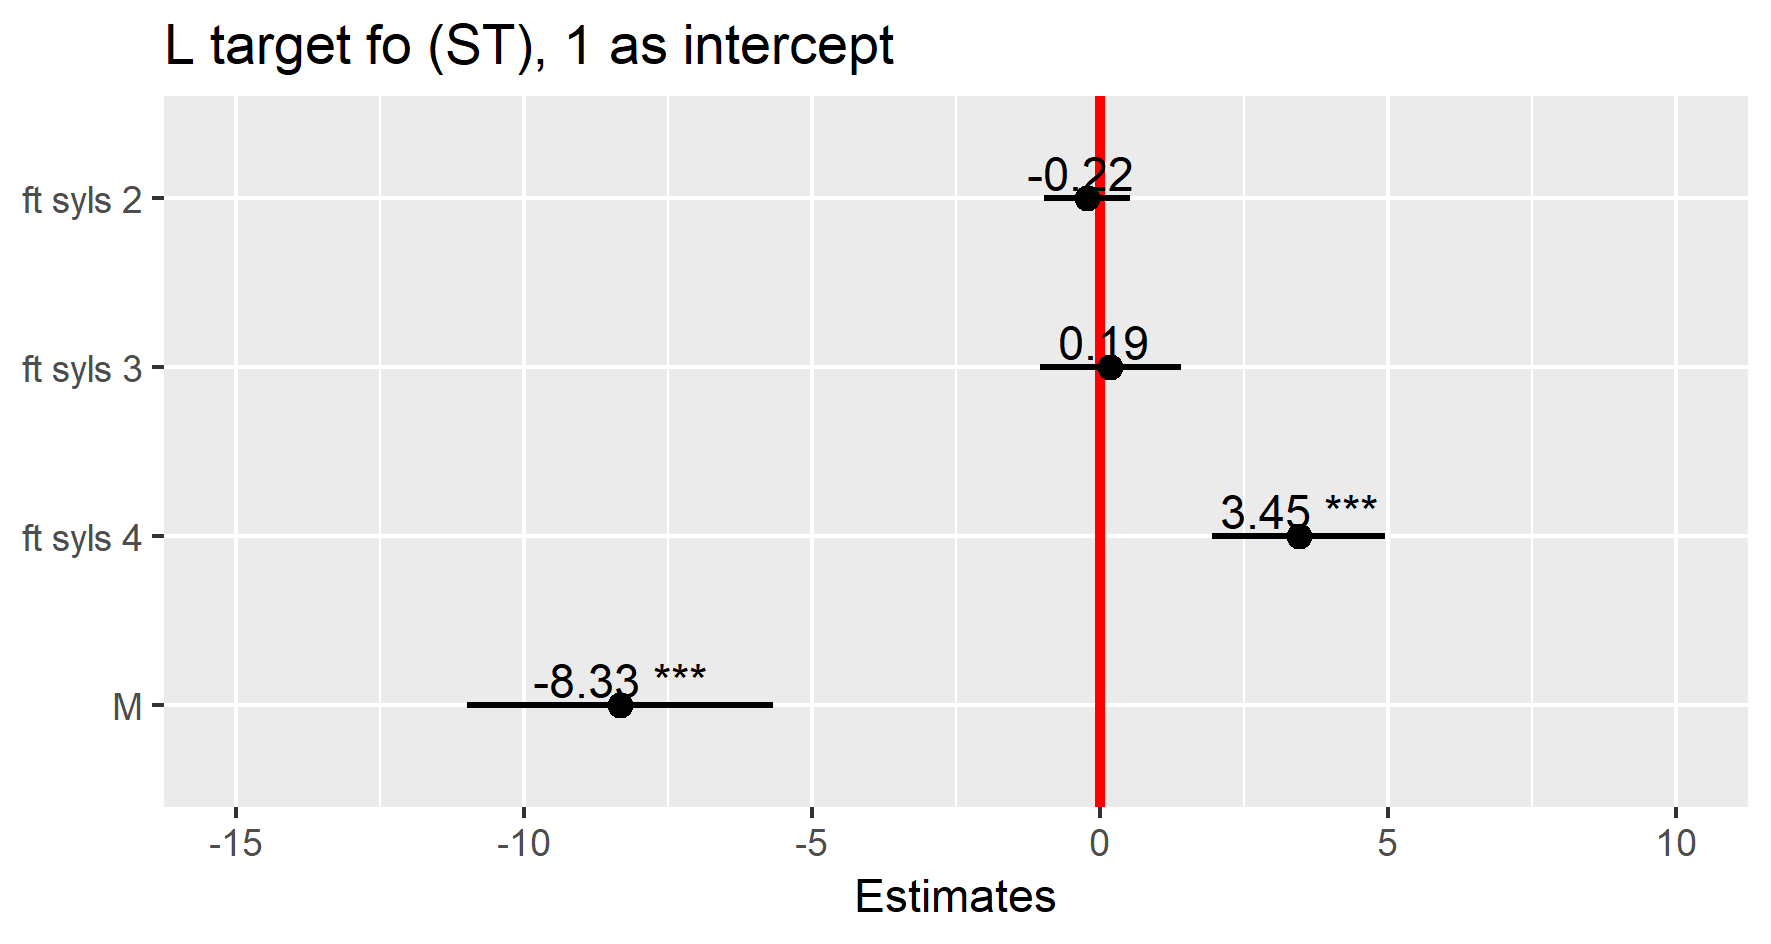 L target fo (ST), 1 as intercept
ft syls 2
-0.22
ft syls 3
0.19
ft syls 4
3.45 ***
M
-8.33 ***
-15
-10
-5
0
5
10
Estimates